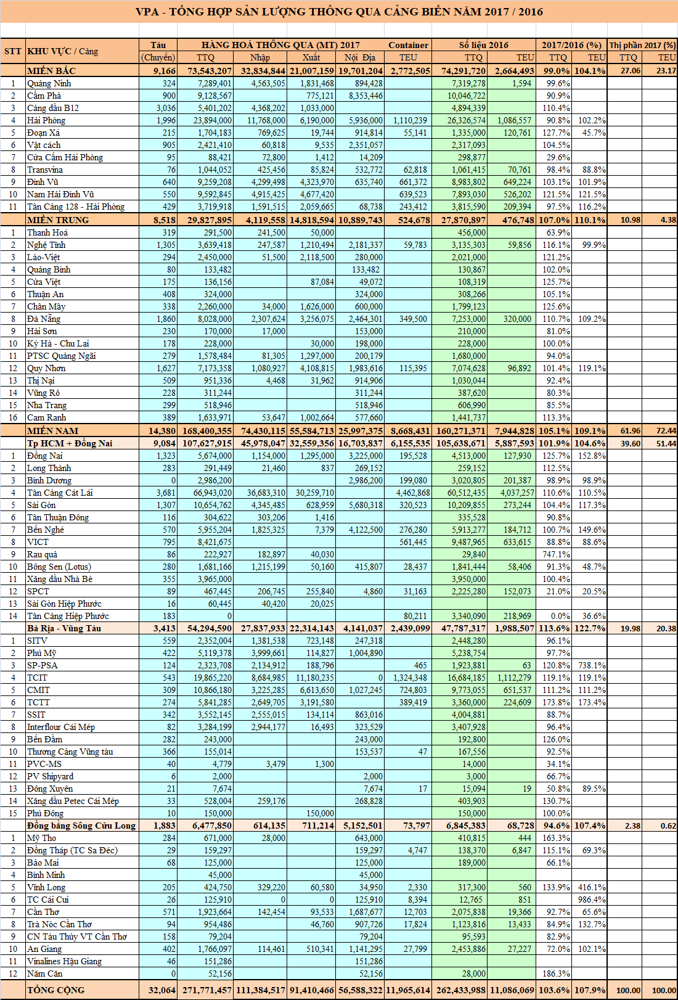 VPA - TỔNG HỢP SẢN LƯỢNG THÔNG QUA CẢNG BIỂN NĂM 2017 / 2016
STT KHU VỰC / Cảng Tàu HÀNG HOÁ THÔNG QUA (MT) 2017 Container Số liệu 2016 2017/2016 (%) Thị phần 2017 (%)
(Chuyến) TTQ Nhập Xuất Nội Địa TEU TTQ TEU TTQ TEU TTQ TEU
MIỀN BẮC 9,166 73,543,207 32,834,844 21,007,159 19,701,204 2,772,505 74,291,720 2,664,493 99.0% 104.1% 27.06 23.17
1 Quảng Ninh 324 7,289,401 4,563,505 1,831,468 894,428 7,319,278 1,594 99.6%
2 Cẩm Phả 900 9,128,567 775,121 8,353,446 10,046,722 90.9%
3 Cảng dầu B12 3,036 5,401,202 4,368,202 1,033,000 4,894,339 110.4%
4 Hải Phòng 1,996 23,894,000 11,768,000 6,190,000 5,936,000 1,110,239 26,326,574 1,086,557 90.8% 102.2%
5 Đoạn Xá 215 1,704,183 769,625 19,744 914,814 55,141 1,335,000 120,761 127.7% 45.7%
6 Vật cách 905 2,421,410 60,818 9,535 2,351,057 2,317,093 104.5%
7 Cửa Cấm Hải Phòng 95 88,421 72,800 1,412 14,209 298,877 29.6%
8 Transvina 76 1,044,052 425,456 85,824 532,772 62,818 1,061,415 70,761 98.4% 88.8%
9 Đình Vũ 640 9,259,208 4,299,498 4,323,970 635,740 661,372 8,983,802 649,224 103.1% 101.9%
10 Nam Hải Đình Vũ 550 9,592,845 4,915,425 4,677,420 639,523 7,893,030 526,202 121.5% 121.5%
11 Tân Cảng 128 - Hải Phòng 429 3,719,918 1,591,515 2,059,665 68,738 243,412 3,815,590 209,394 97.5% 116.2%
MIỀN TRUNG 8,518 29,827,895 4,119,558 14,818,594 10,889,743 524,678 27,870,897 476,748 107.0% 110.1% 10.98 4.38
1 Thanh Hoá 319 291,500 241,500 50,000 456,000 63.9%
2 Nghệ Tĩnh 1,305 3,639,418 247,587 1,210,494 2,181,337 59,783 3,135,303 59,856 116.1% 99.9%
3 Lào-Việt 294 2,450,000 51,500 2,118,500 280,000 2,021,000 121.2%
4 Quảng Bình 80 133,482 133,482 130,867 102.0%
5 Cửa Việt 175 136,156 87,084 49,072 108,319 125.7%
6 Thuận An 408 324,000 324,000 308,266 105.1%
7 Chân Mây 338 2,260,000 34,000 1,626,000 600,000 1,799,123 125.6%
8 Đà Nẵng 1,860 8,028,000 2,307,624 3,256,075 2,464,301 349,500 7,253,000 320,000 110.7% 109.2%
9 Hải Sơn 230 170,000 17,000 153,000 210,000 81.0%
10 Kỳ Hà - Chu Lai 178 228,000 30,000 198,000 228,000 100.0%
11 PTSC Quảng Ngãi 279 1,578,484 81,305 1,297,000 200,179 1,680,000 94.0%
12 Quy Nhơn 1,627 7,173,358 1,080,927 4,108,815 1,983,616 115,395 7,074,628 96,892 101.4% 119.1%
13 Thị Nại 509 951,336 4,468 31,962 914,906 1,030,044 92.4%
14 Vũng Rô 228 311,244 311,244 387,620 80.3%
15 Nha Trang 299 518,946 518,946 606,990 85.5%
16 Cam Ranh 389 1,633,971 53,647 1,002,664 577,660 1,441,737 113.3%
MIỀN NAM 14,380 168,400,355 74,430,115 55,584,713 25,997,375 8,668,431 160,271,371 7,944,828 105.1% 109.1% 61.96 72.44
Tp HCM + Đồng Nai 9,084 107,627,915 45,978,047 32,559,356 16,703,837 6,155,535 105,638,671 5,887,593 101.9% 104.6% 39.60 51.44
1 Đồng Nai 1,323 5,674,000 1,154,000 1,295,000 3,225,000 195,528 4,513,000 127,930 125.7% 152.8%
2 Long Thành 283 291,449 21,460 837 269,152 259,152 112.5%
3 Bình Dương 0 2,986,200 2,986,200 199,080 3,020,805 201,387 98.9% 98.9%
4 Tân Cảng Cát Lái 3,681 66,943,020 36,683,310 30,259,710 4,462,868 60,512,435 4,037,257 110.6% 110.5%
5 Sài Gòn 1,307 10,654,762 4,345,485 628,959 5,680,318 320,523 10,209,855 273,244 104.4% 117.3%
6 Tân Thuận Đông 116 304,622 303,206 1,416 335,528 90.8%
7 Bến Nghé 570 5,955,204 1,825,325 7,379 4,122,500 276,280 5,913,277 184,712 100.7% 149.6%
8 VICT 795 8,421,675 561,445 9,487,965 633,615 88.8% 88.6%
9 Rau quả 86 222,927 182,897 40,030 29,840 747.1%
10 Bông Sen (Lotus) 280 1,681,166 1,215,199 50,160 415,807 28,437 1,841,444 58,406 91.3% 48.7%
11 Xăng dầu Nhà Bè 355 3,965,000 3,950,000 100.4%
12 SPCT 89 467,445 206,745 255,840 4,860 31,163 2,225,280 152,073 21.0% 20.5%
13 Sài Gòn Hiệp Phước 16 60,445 40,420 20,025
14 Tân Cảng Hiệp Phước 183 0 80,211 3,340,090 218,969 0.0% 36.6%
Bà Rịa - Vũng Tàu 3,413 54,294,590 27,837,933 22,314,143 4,141,037 2,439,099 47,787,317 1,988,507 113.6% 122.7% 19.98 20.38
1 SITV 559 2,352,004 1,381,538 723,148 247,318 2,448,280 96.1%
2 Phú Mỹ 422 5,119,378 3,999,661 114,827 1,004,890 5,238,754 97.7%
3 SP-PSA 124 2,323,708 2,134,912 188,796 465 1,923,881 63 120.8% 738.1%
4 TCIT 543 19,865,220 8,684,985 11,180,235 0 1,324,348 16,684,185 1,112,279 119.1% 119.1%
5 CMIT 309 10,866,180 3,225,285 6,613,650 1,027,245 724,803 9,773,055 651,537 111.2% 111.2%
6 TCTT 274 5,841,285 2,649,705 3,191,580 389,419 3,360,000 224,609 173.8% 173.4%
7 SSIT 342 3,552,145 2,555,015 134,114 863,016 4,004,881 88.7%
8 Interflour Cái Mép 82 3,284,199 2,944,177 16,493 323,529 3,407,928 96.4%
9 Bến Đầm 282 243,000 243,000 192,800 126.0%
10 Thương Cảng Vũng tàu 366 155,014 153,537 47 167,556 92.5%
11 PVC-MS 40 4,779 3,479 1,300 14,000 34.1%
12 PV Shipyard 6 2,000 2,000 3,000 66.7%
13 Đông Xuyên 21 7,674 7,674 17 15,094 19 50.8% 89.5%
14 Xăng dầu Petec Cái Mép 33 528,004 259,176 268,828 403,903 130.7%
15 Phú Đông 10 150,000 150,000 150,000 100.0%
Đồng bằng Sông Cửu Long 1,883 6,477,850 614,135 711,214 5,152,501 73,797 6,845,383 68,728 94.6% 107.4% 2.38 0.62
1 Mỹ Tho 284 671,000 28,000 643,000 410,815 444 163.3%
2 Đồng Tháp (TC Sa Đéc) 29 159,297 159,297 4,747 138,370 6,847 115.1% 69.3%
3 Bảo Mai 68 125,000 125,000 189,000 66.1%
4 Bình Minh 45,000 45,000
5 Vĩnh Long 205 424,750 329,220 60,580 34,950 2,330 317,300 560 133.9% 416.1%
6 TC Cái Cui 26 125,910 0 0 125,910 8,394 12,765 851 986.4%
7 Cần Thơ 571 1,923,664 142,454 93,533 1,687,677 12,703 2,075,838 19,366 92.7% 65.6%
8 Trà Nóc Cần Thơ 94 954,486 46,760 907,726 17,824 1,123,816 13,433 84.9% 132.7%
9 CN Tàu Thủy VT Cần Thơ 158 79,204 79,204 95,593 82.9%
10 An Giang 402 1,766,097 114,461 510,341 1,141,295 27,799 2,453,886 27,227 72.0% 102.1%
11 Vinalines Hậu Giang 46 151,286 151,286
12 Năm Căn 0 52,156 52,156 28,000 186.3%
TỔNG CỘNG 32,064 271,771,457 111,384,517 91,410,466 56,588,322 11,965,614 262,433,988 11,086,069 103.6% 107.9% 100.00 100.00